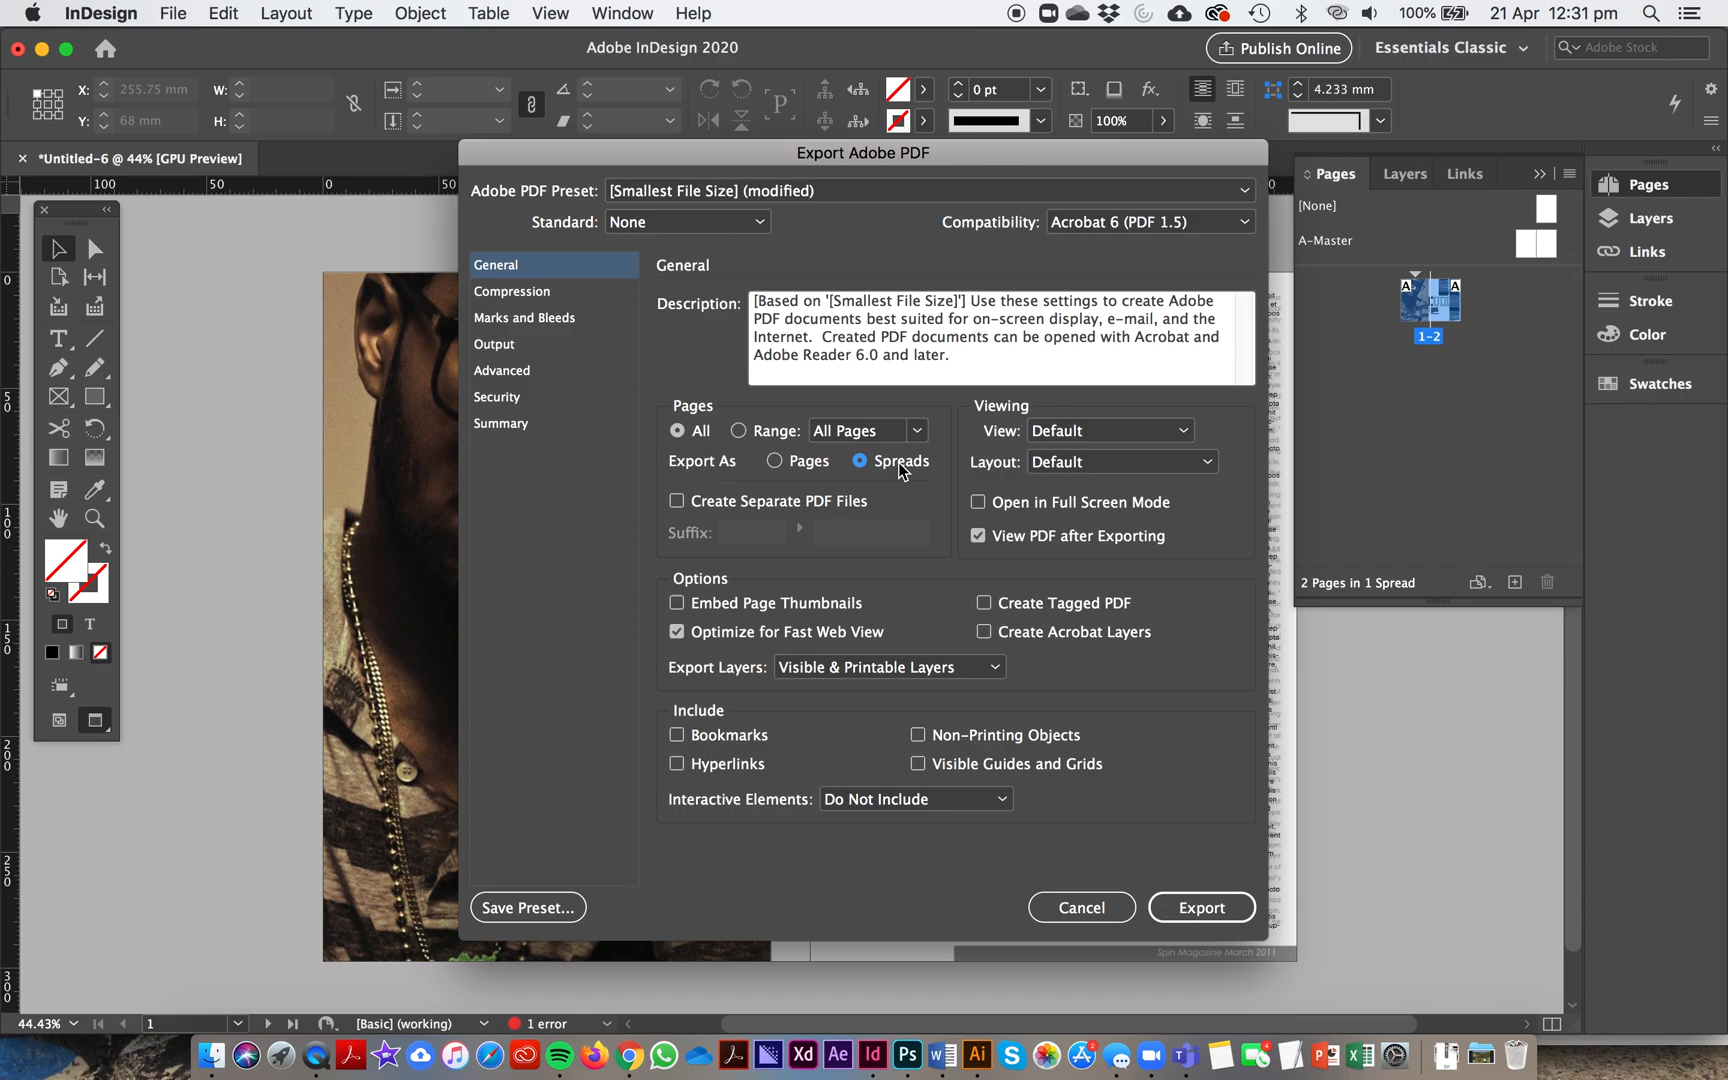 InDesign File Edit Layout Type Object Table View Window Help 100% 21 Apr 12:31 pm
Adobe InDesign 2020 Publish Online Essentials Classic Adobe Stock
X: 255.75 mm W: 0 pt 4.233 mm
Y: 68 mm H: 100%
*Untitled-6 @ 44% [GPU Preview]
100 50 0 50
Export Adobe PDF
Adobe PDF Preset: [Smallest File Size] (modified)
Standard: None Compatibility: Acrobat 6 (PDF 1.5)
General
Compression
Marks and Bleeds
Output
Advanced
Security
Summary
General
Description: [Based on '[Smallest File Size]'] Use these settings to create Adobe
PDF documents best suited for on-screen display, e-mail, and the
Internet.  Created PDF documents can be opened with Acrobat and
Adobe Reader 6.0 and later.
Pages
All Range: All Pages
Export As Pages Spreads
Create Separate PDF Files
Suffix:
Viewing
View: Default
Layout: Default
Open in Full Screen Mode
View PDF after Exporting
Options
Embed Page Thumbnails Create Tagged PDF
Optimize for Fast Web View Create Acrobat Layers
Export Layers: Visible & Printable Layers
Include
Bookmarks Non-Printing Objects
Hyperlinks Visible Guides and Grids
Interactive Elements: Do Not Include
Save Preset... Cancel Export
Pages Layers Links
[None]
A-Master
A A
1-2
2 Pages in 1 Spread
Pages
Layers
Links
Stroke
Color
Swatches
Spin Magazine March 2011
44.43% 1 [Basic] (working) 1 error